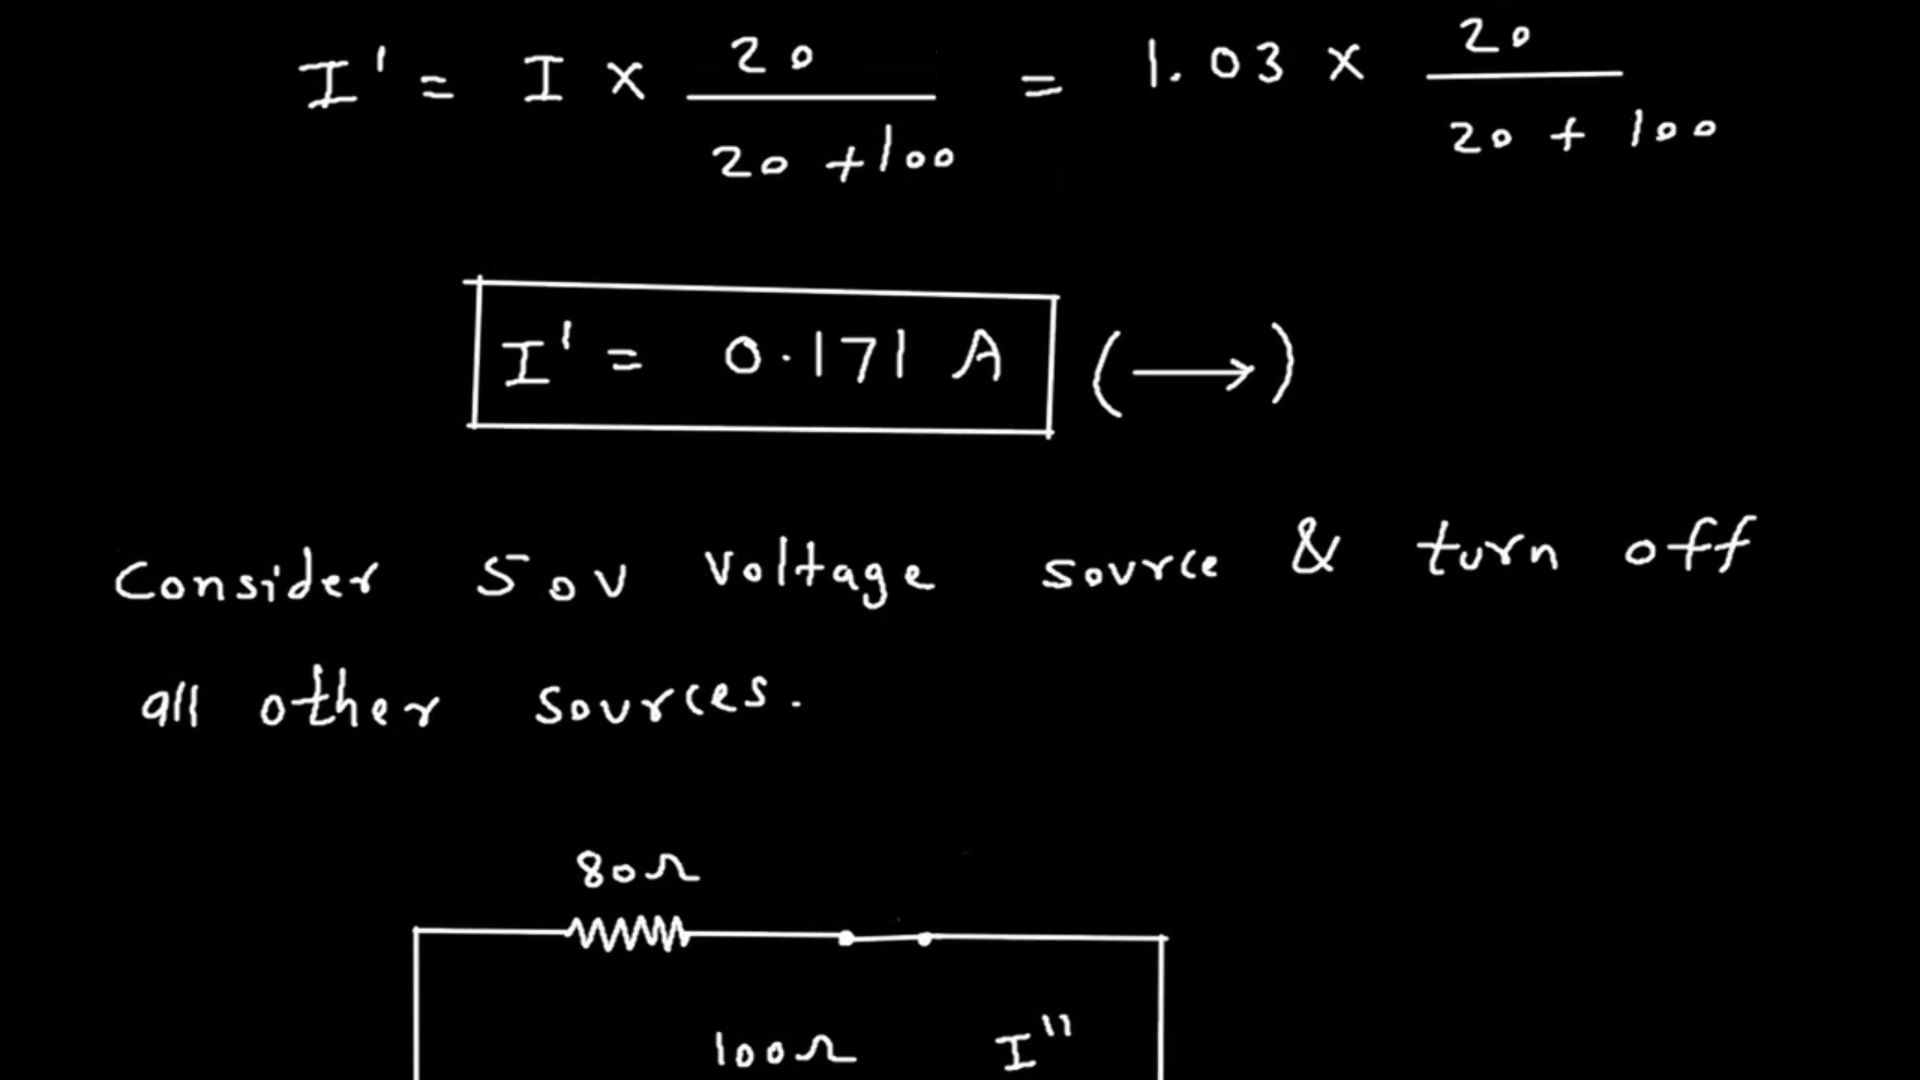 I' = I × 20 / 20 + 100 = 1.03 × 20 / 20 + 100
I' = 0.171 A (→)
Consider 50V Voltage source & turn off
all other sources.
80Ω
100Ω I''